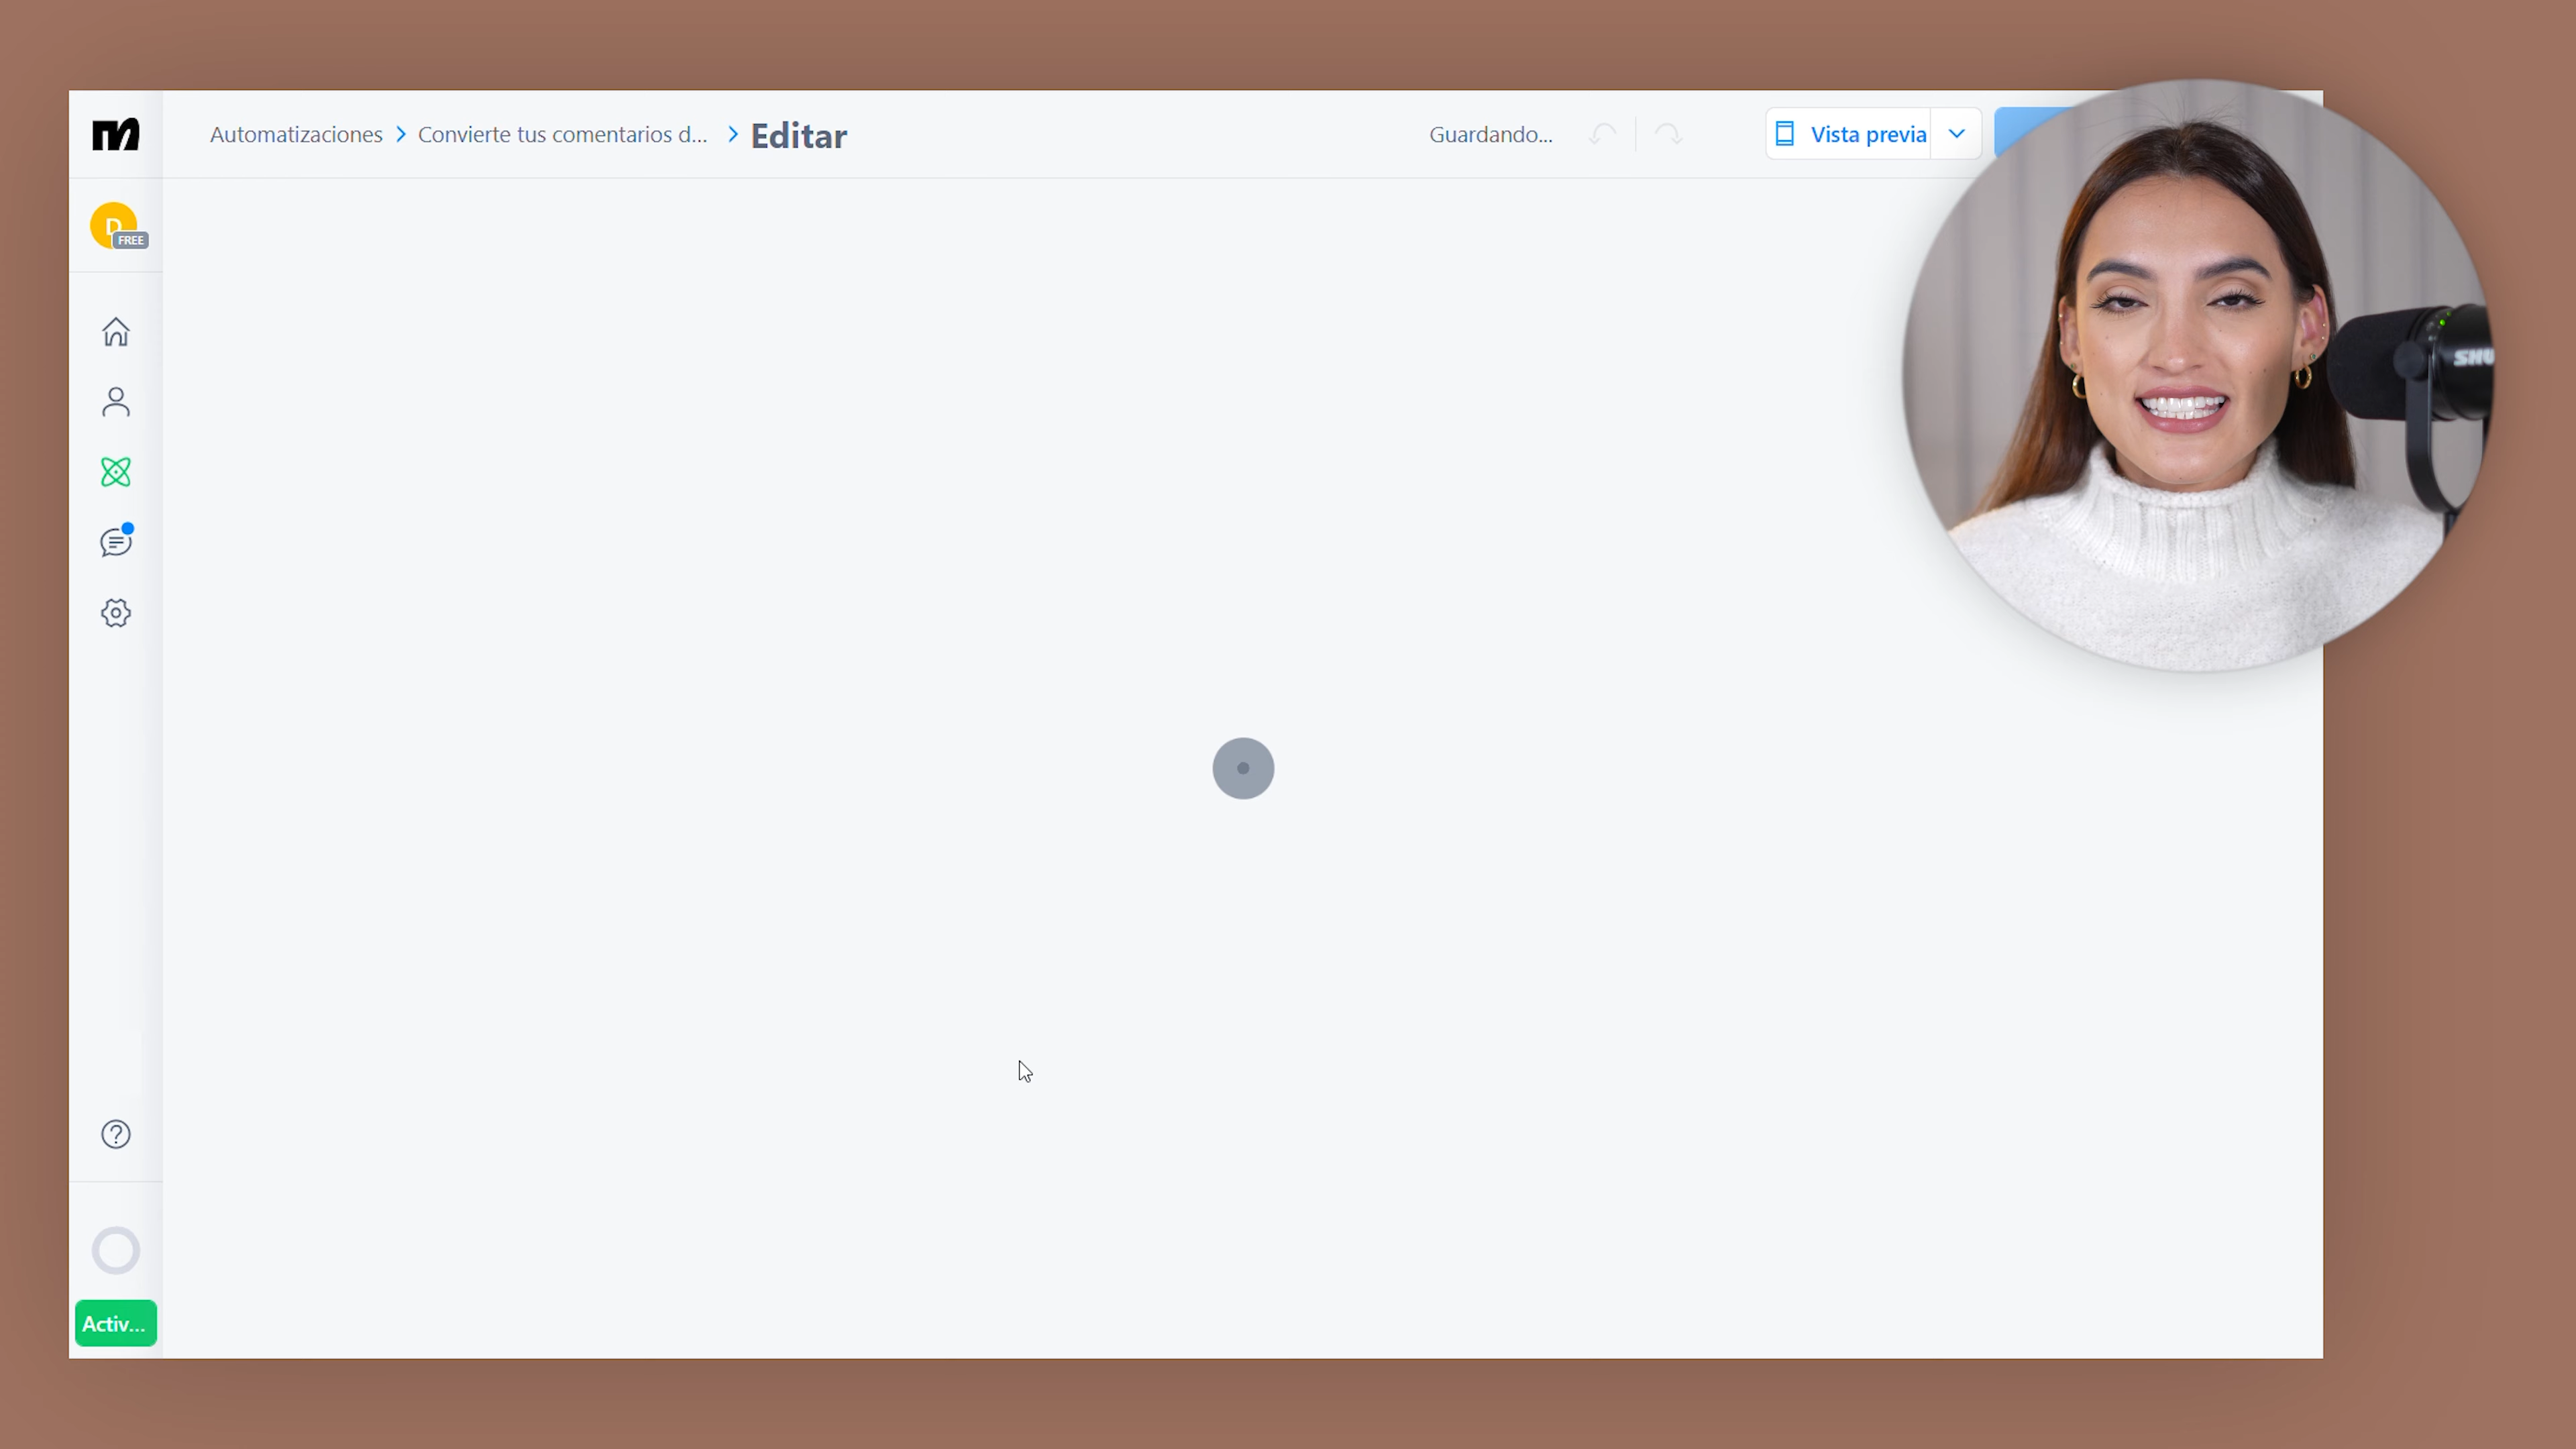 Automatizaciones > Convierte tus comentarios d... > Editar
Guardando...
Vista previa
D
FREE
Activ...